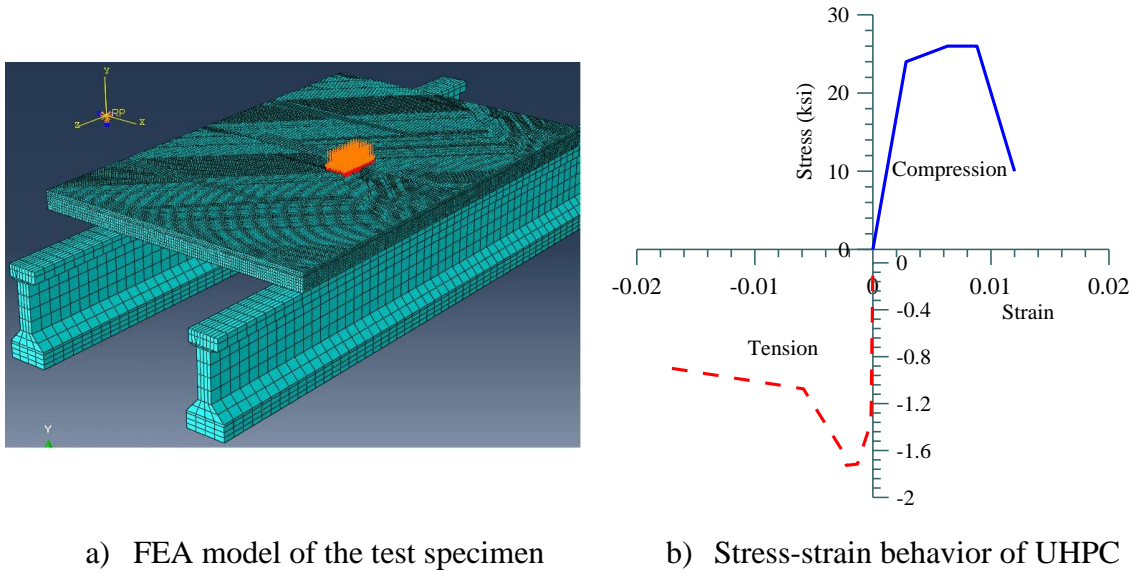 Y
RP
Z
X
Y
30
20
10
0
Stress (ksi)
Compression
0
-0.02
-0.01
0
0.01
0.02
Strain
-0.4
Tension
-0.8
-1.2
-1.6
-2
a) FEA model of the test specimen
b) Stress-strain behavior of UHPC